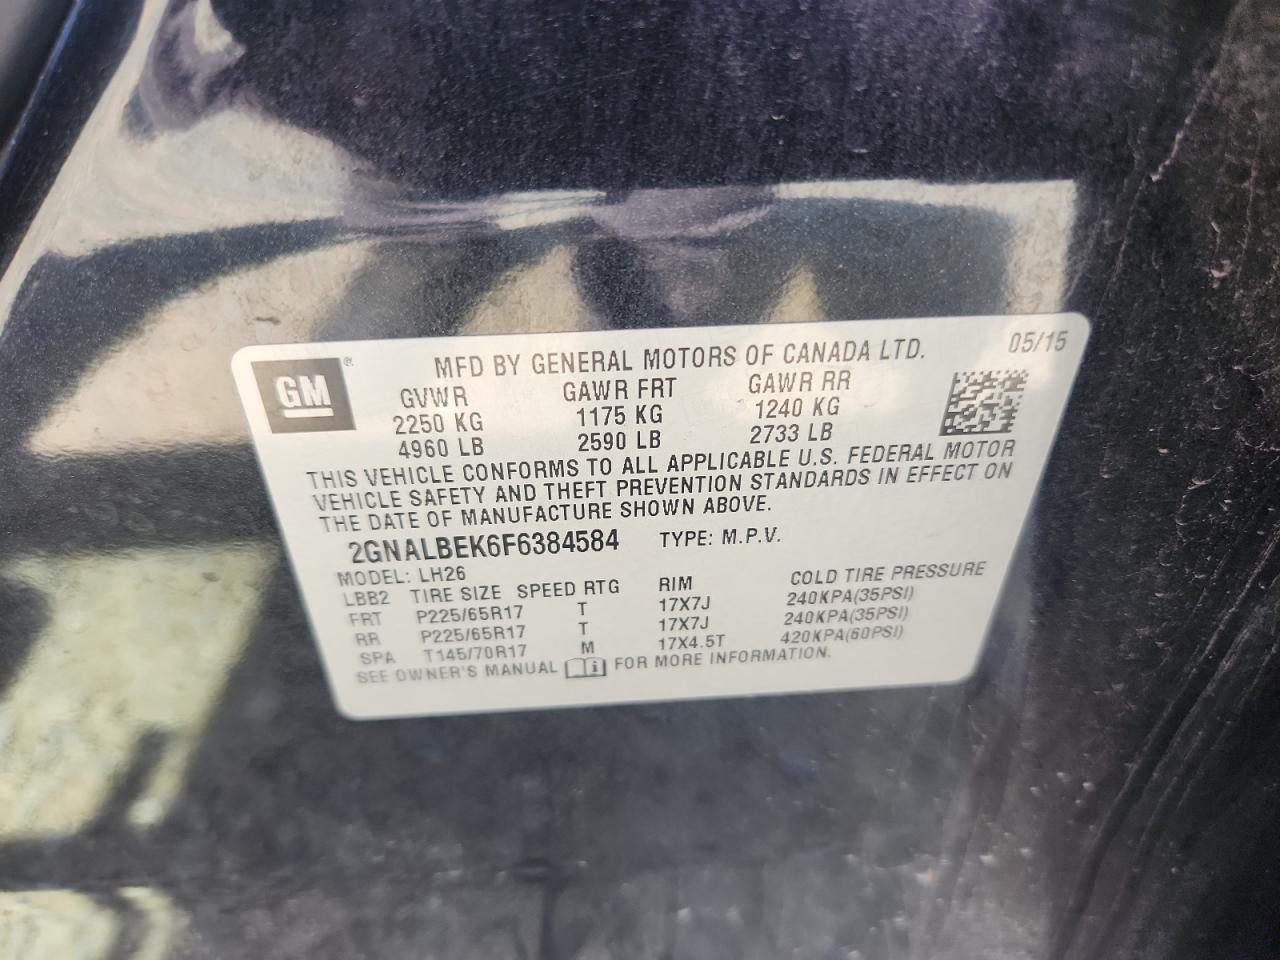 GM®
MFD BY GENERAL MOTORS OF CANADA LTD. 05/15
GVWR GAWR FRT GAWR RR
2250 KG 1175 KG 1240 KG
4960 LB 2590 LB 2733 LB
THIS VEHICLE CONFORMS TO ALL APPLICABLE U.S. FEDERAL MOTOR
VEHICLE SAFETY AND THEFT PREVENTION STANDARDS IN EFFECT ON
THE DATE OF MANUFACTURE SHOWN ABOVE.
2GNALBEK6F6384584 TYPE: M.P.V.
MODEL: LH26
LBB2 TIRE SIZE SPEED RTG RIM COLD TIRE PRESSURE
FRT P225/65R17 T 17X7J 240KPA(35PSI)
RR P225/65R17 T 17X7J 240KPA(35PSI)
SPA T145/70R17 M 17X4.5T 420KPA(60PSI)
SEE OWNER'S MANUAL FOR MORE INFORMATION.